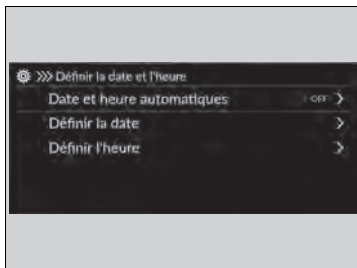 >>> Définir la date et l'heure
Date et heure automatiques OFF >
Définir la date >
Définir l'heure >